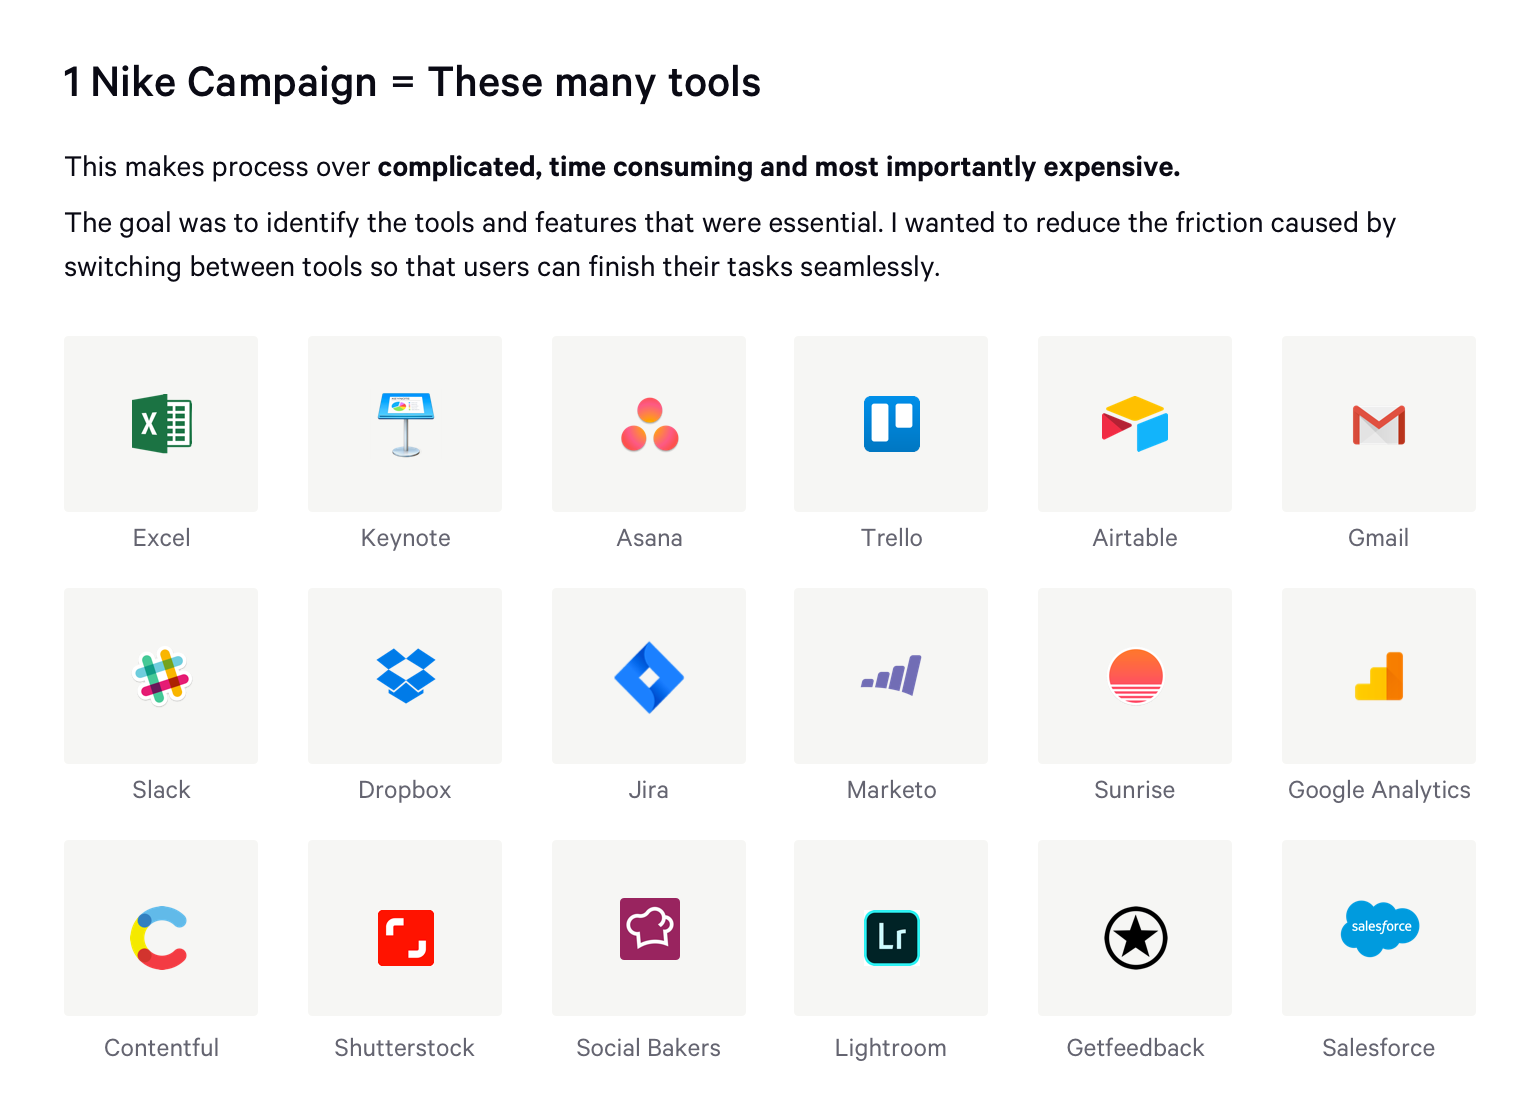 1 Nike Campaign = These many tools
This makes process over complicated, time consuming and most importantly expensive.
The goal was to identify the tools and features that were essential. I wanted to reduce the friction caused by
switching between tools so that users can finish their tasks seamlessly.
X
Excel Keynote Asana Trello Airtable Gmail
Slack Dropbox Jira Marketo Sunrise Google Analytics
Lr salesforce
Contentful Shutterstock Social Bakers Lightroom Getfeedback Salesforce